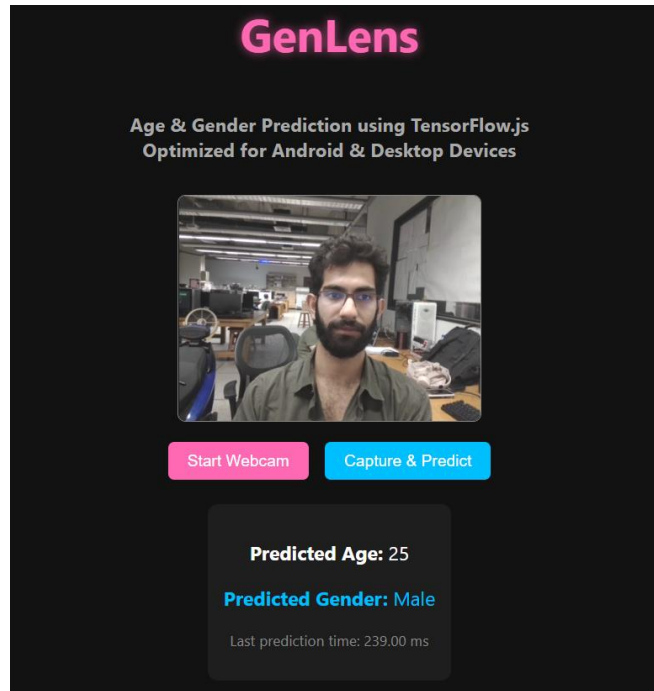 GenLens
Age & Gender Prediction using TensorFlow.js
Optimized for Android & Desktop Devices
Start Webcam
Capture & Predict
Predicted Age: 25
Predicted Gender: Male
Last prediction time: 239.00 ms